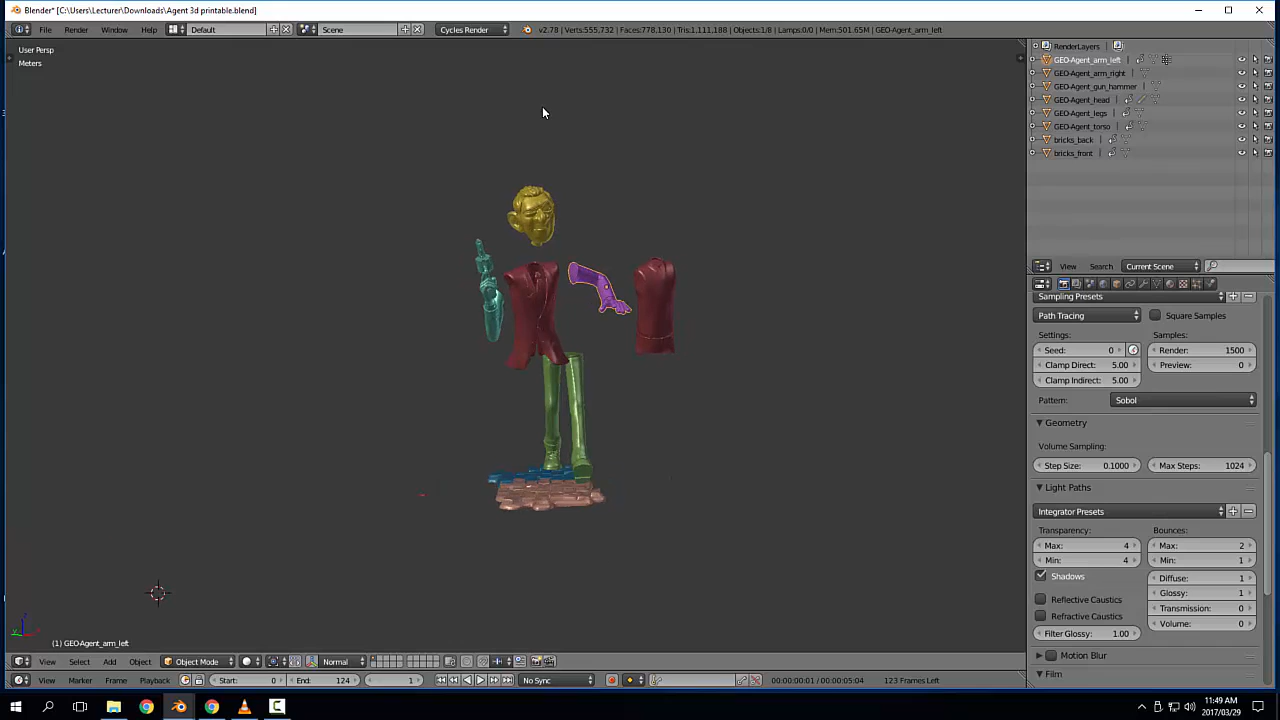 Blender* [C:\Users\Lecturer\Downloads\Agent 3d printable.blend]
File Render Window Help Default Scene Cycles Render v2.78 | Verts:555.732 | Faces:778.130 | Tris:1.111.188 | Objects:1/8 | Lamps:0/0 | Mem:501.65M | GEO-Agent_arm_left
User Persp
Meters
RenderLayers
GEO-Agent_arm_left
GEO-Agent_arm_right
GEO-Agent_gun_hammer
GEO-Agent_head
GEO-Agent_legs
GEO-Agent_torso
bricks_back
bricks_front
View Search Current Scene
Sampling Presets
Path Tracing Square Samples
Settings: Samples:
Seed: 0 Render: 1500
Clamp Direct: 5.00 Preview: 0
Clamp Indirect: 5.00
Pattern: Sobol
Geometry
Volume Sampling:
Step Size: 0.1000 Max Steps: 1024
Light Paths
Integrator Presets
Transparency: Bounces:
Max: 4 Max: 2
Min: 4 Min: 1
Shadows Diffuse: 1
Reflective Caustics Glossy: 1
Refractive Caustics Transmission: 0
Filter Glossy: 1.00 Volume: 0
Motion Blur
Film
(1) GEO-Agent_arm_left
View Select Add Object Object Mode Normal
View Marker Frame Playback Start: 0 End: 124 1 No Sync 00:00:00:01 / 00:00:05:04 123 Frames Left
11:49 AM
2017/03/29